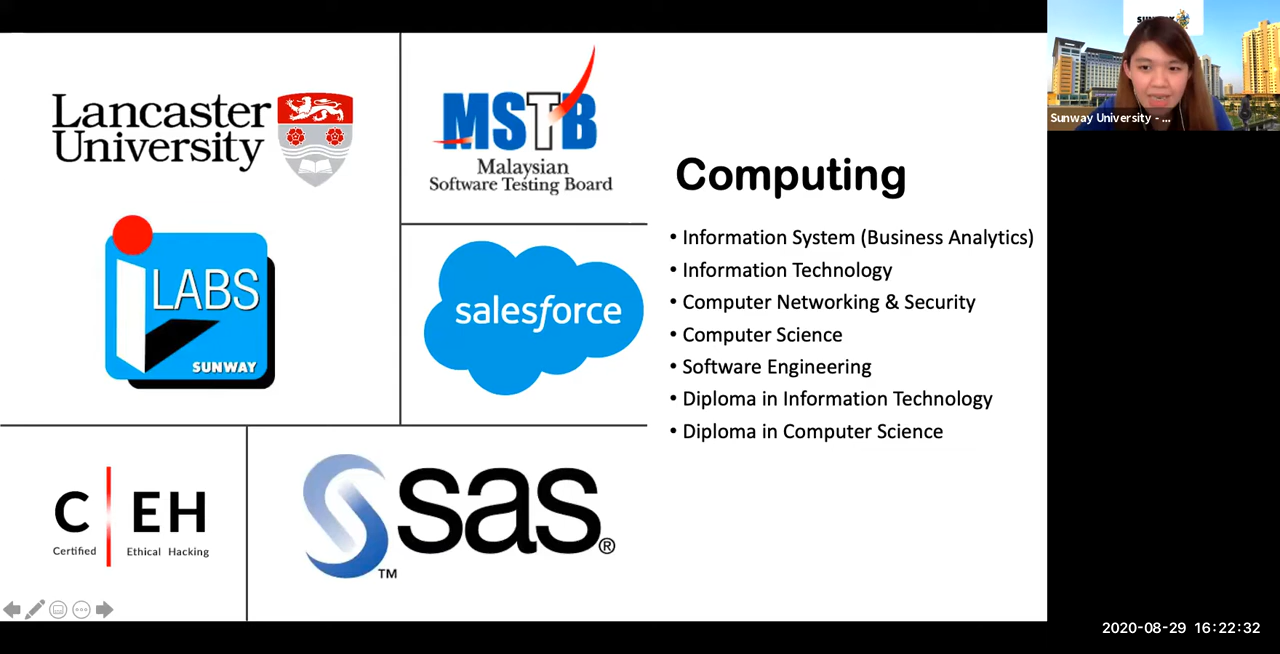 Lancaster
University
MSTB
Malaysian
Software Testing Board
LABS
SUNWAY
salesforce
C EH
Certified Ethical Hacking
sas®
TM
Computing
• Information System (Business Analytics)
• Information Technology
• Computer Networking & Security
• Computer Science
• Software Engineering
• Diploma in Information Technology
• Diploma in Computer Science
Sunway University - ...
2020-08-29 16:22:32